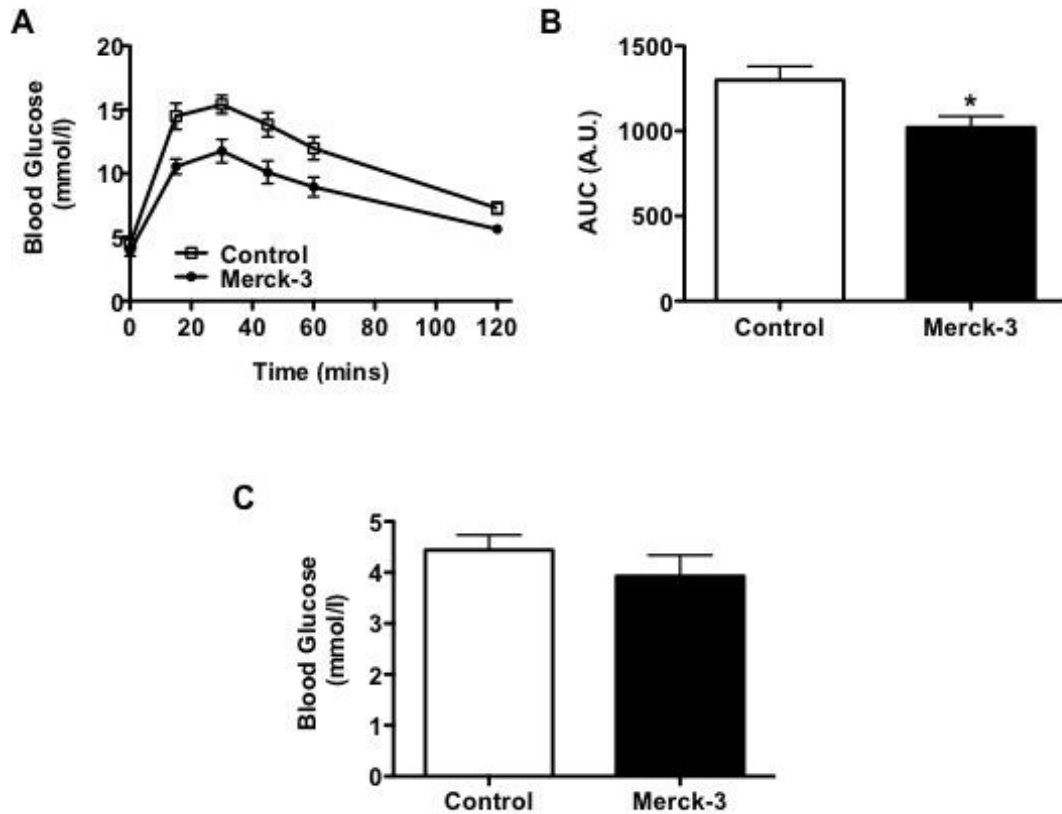 A
20
15
10
5
0
Blood Glucose
(mmol/l)
Control
Merck-3
0 20 40 60 80 100 120
Time (mins)
B
1500
1000
500
0
AUC (A.U.)
*
Control Merck-3
C
5
4
3
2
1
0
Blood Glucose
(mmol/l)
Control Merck-3